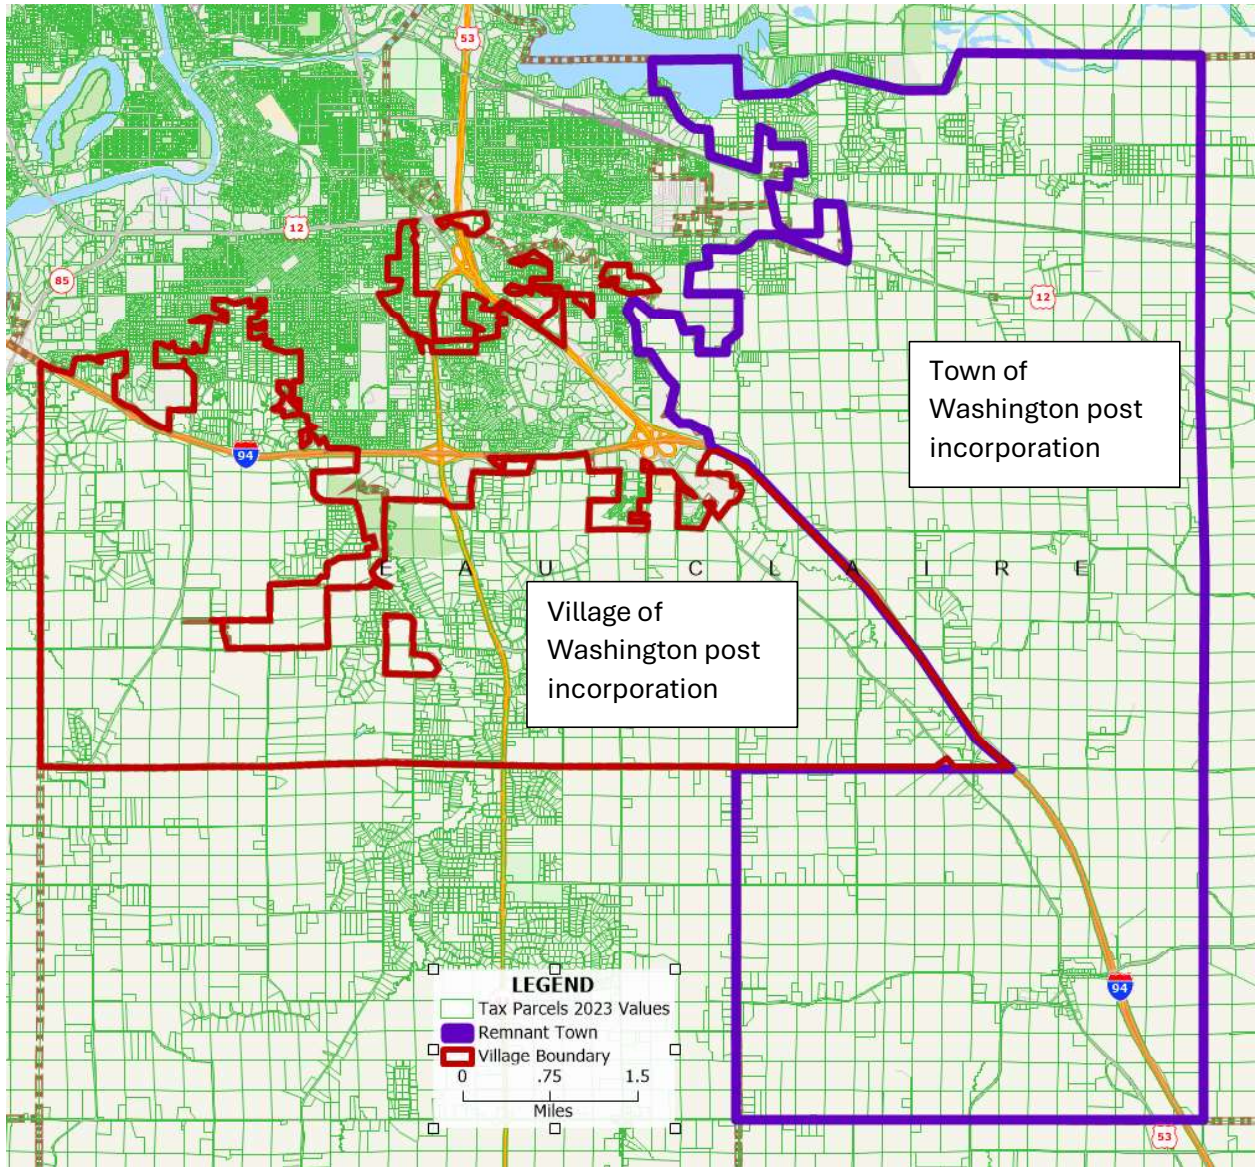 53
12
85
12
Town of
Washington post
incorporation
94
E A U C L A I R E
Village of
Washington post
incorporation
94
LEGEND
Tax Parcels 2023 Values
Remnant Town
Village Boundary
0 .75 1.5
Miles
53